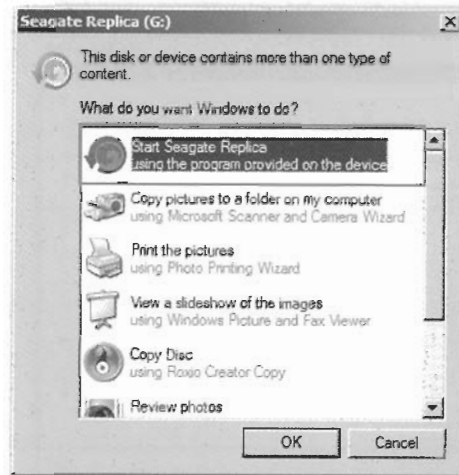 Seagate Replica (G:)
This disk or device contains more than one type of
content.
What do you want Windows to do?
Start Seagate Replica
using the program provided on the device
Copy pictures to a folder on my computer
using Microsoft Scanner and Camera Wizard
Print the pictures
using Photo Printing Wizard
View a slideshow of the images
using Windows Picture and Fax Viewer
Copy Disc
using Roxio Creator Copy
Review photos
OK
Cancel